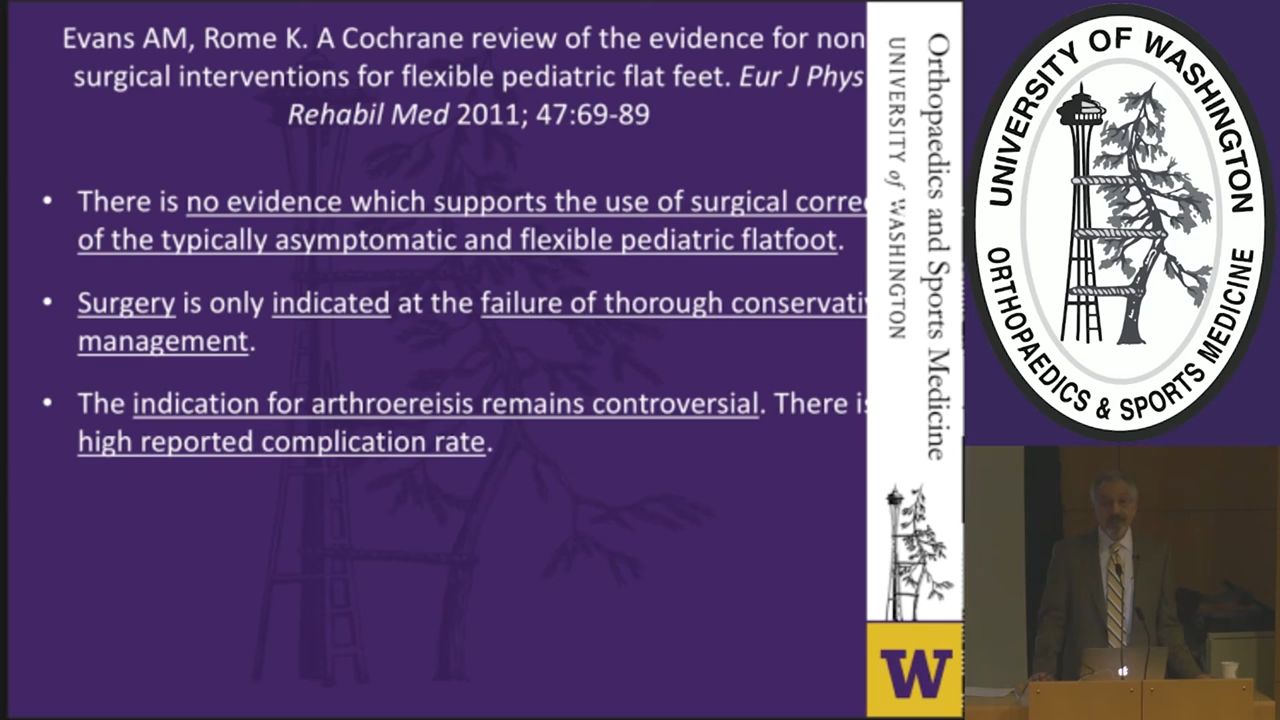 Evans AM, Rome K. A Cochrane review of the evidence for non
surgical interventions for flexible pediatric flat feet. Eur J Phys
Rehabil Med 2011; 47:69-89
• There is no evidence which supports the use of surgical corre
of the typically asymptomatic and flexible pediatric flatfoot.
• Surgery is only indicated at the failure of thorough conservati
management.
• The indication for arthroereisis remains controversial. There is
high reported complication rate.
Orthopaedics and Sports Medicine
UNIVERSITY of WASHINGTON
W
UNIVERSITY OF WASHINGTON
ORTHOPAEDICS & SPORTS MEDICINE